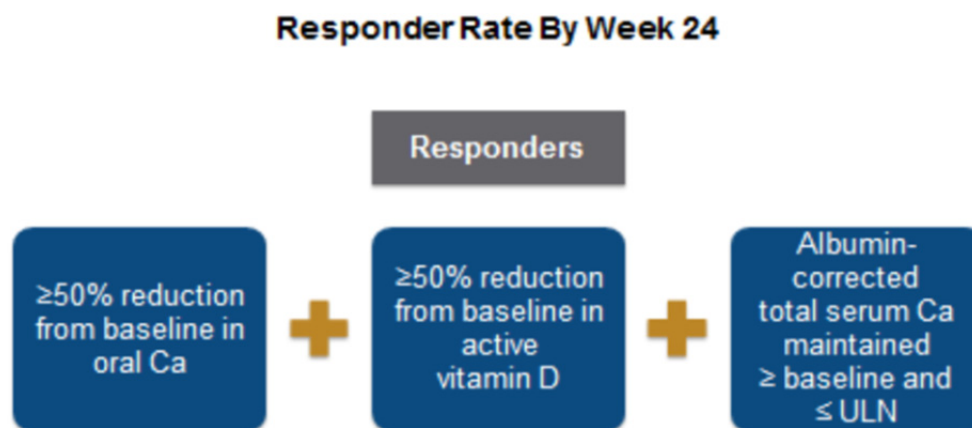 Responder Rate By Week 24
Responders
≥50% reduction
from baseline in
oral Ca
≥50% reduction
from baseline in
active
vitamin D
Albumin-
corrected
total serum Ca
maintained
≥ baseline and
≤ ULN